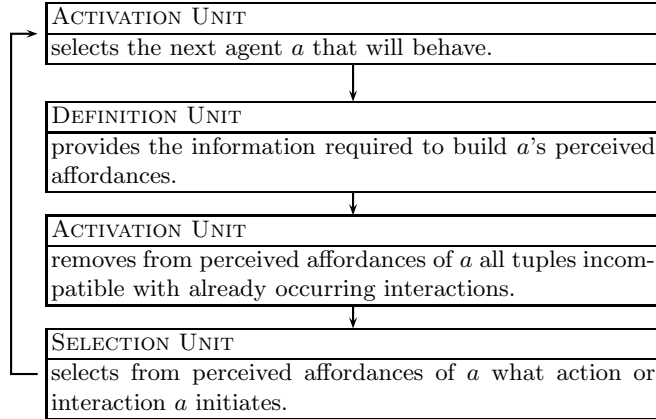 ACTIVATION UNIT
selects the next agent a that will behave.
DEFINITION UNIT
provides the information required to build a's perceived
affordances.
ACTIVATION UNIT
removes from perceived affordances of a all tuples incom-
patible with already occurring interactions.
SELECTION UNIT
selects from perceived affordances of a what action or
interaction a initiates.